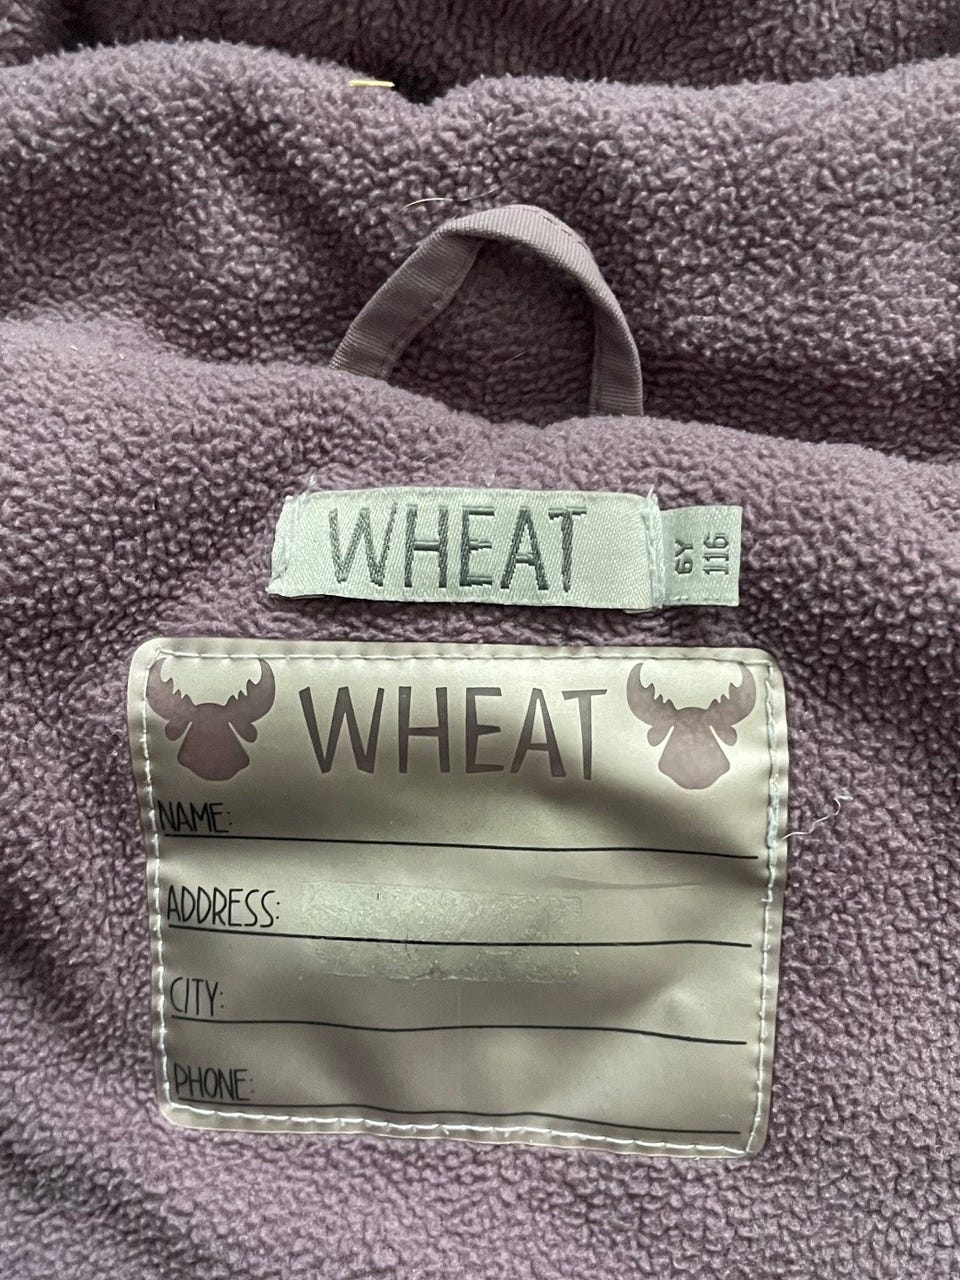 WHEAT
6Y
116
WHEAT
NAME:
ADDRESS:
CITY:
PHONE: